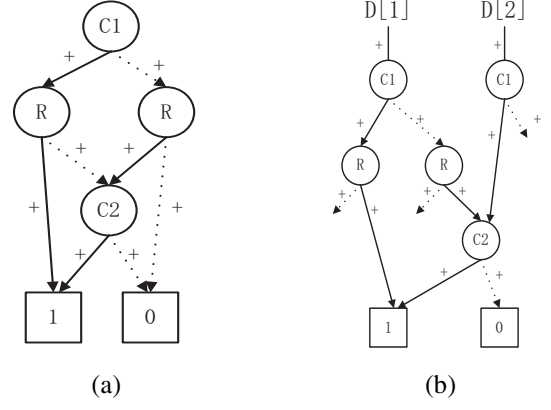 D[1] D[2]
C1
+ +
R R
+ +
+ +
C2
+ +
1 0
(a)
+ +
C1 C1
+ + + +
R R
+ + + +
C2
+ +
1 0
(b)